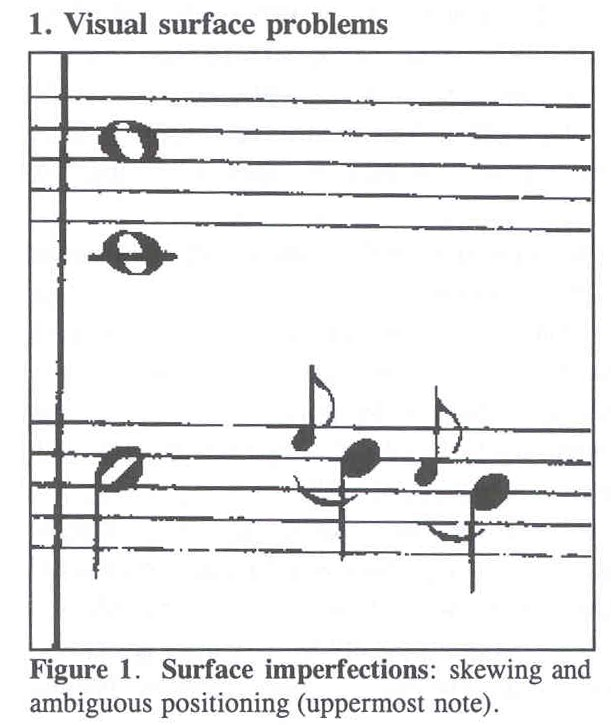 1. Visual surface problems
Figure 1. Surface imperfections: skewing and
ambiguous positioning (uppermost note).